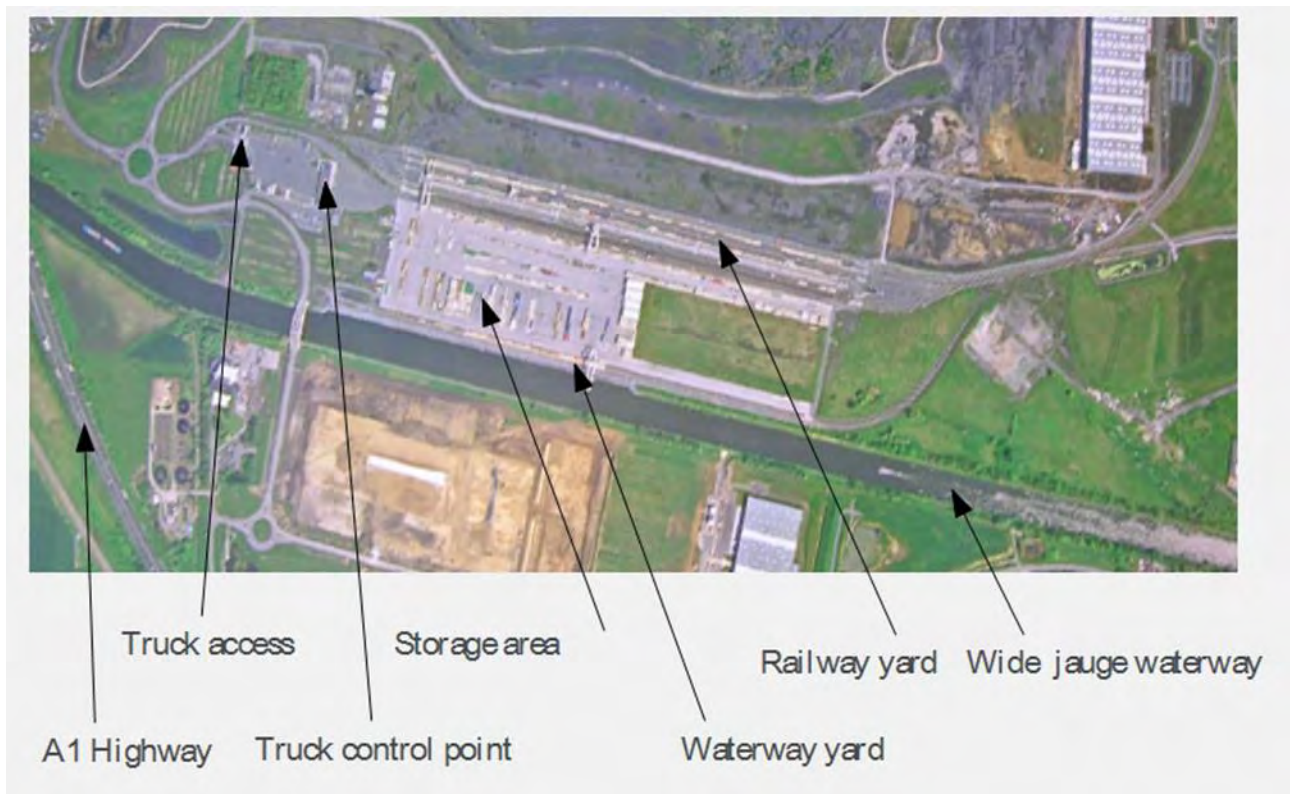 Truck access
Storage area
Railway yard
Wide jauge waterway
A1 Highway
Truck control point
Waterway yard